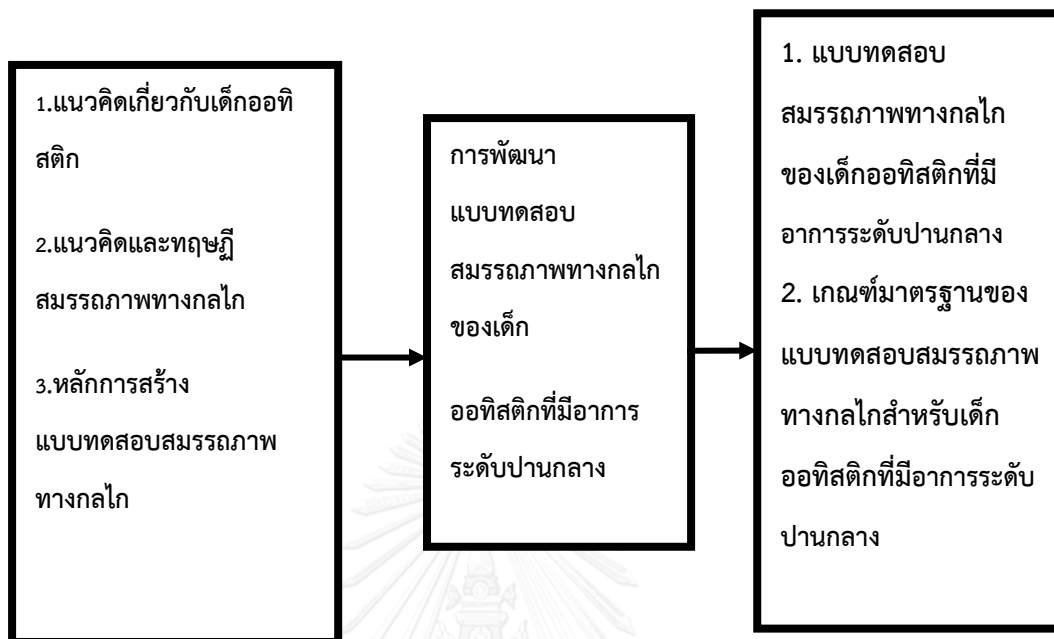 1.แนวคิดเกี่ยวกับเด็กออทิ
สติก
2.แนวคิดและทฤษฏี
สมรรถภาพทางกลไก
3.หลักการสร้าง
แบบทดสอบสมรรถภาพ
ทางกลไก
การพัฒนา
แบบทดสอบ
สมรรถภาพทางกลไก
ของเด็ก
ออทิสติกที่มีอาการ
ระดับปานกลาง
1. แบบทดสอบ
สมรรถภาพทางกลไก
ของเด็กออทิสติกที่มี
อาการระดับปานกลาง
2. เกณฑ์มาตรฐานของ
แบบทดสอบสมรรถภาพ
ทางกลไกสำหรับเด็ก
ออทิสติกที่มีอาการระดับ
ปานกลาง